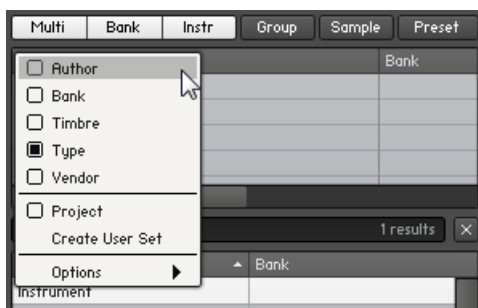 Multi Bank Instr Group Sample Preset
Author
Bank
Bank
Timbre
Type
Vendor
Project
Create User Set
1 results
Options
Bank
Instrument